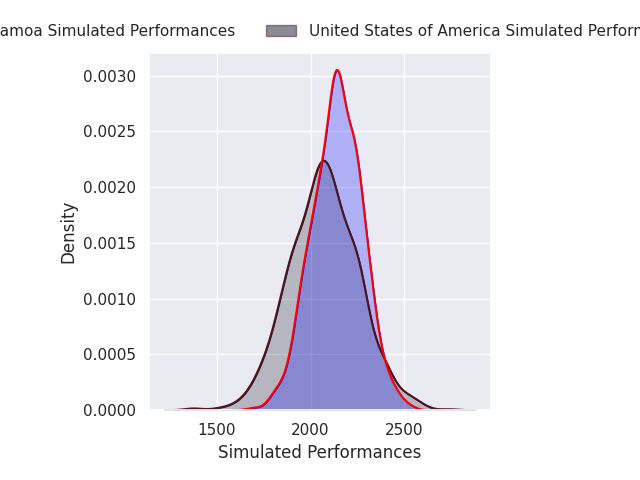 amoa Simulated Performances United States of America Simulated Perform
0.0030
0.0025
0.0020
0.0015
0.0010
0.0005
0.0000
Density
1500 2000 2500
Simulated Performances